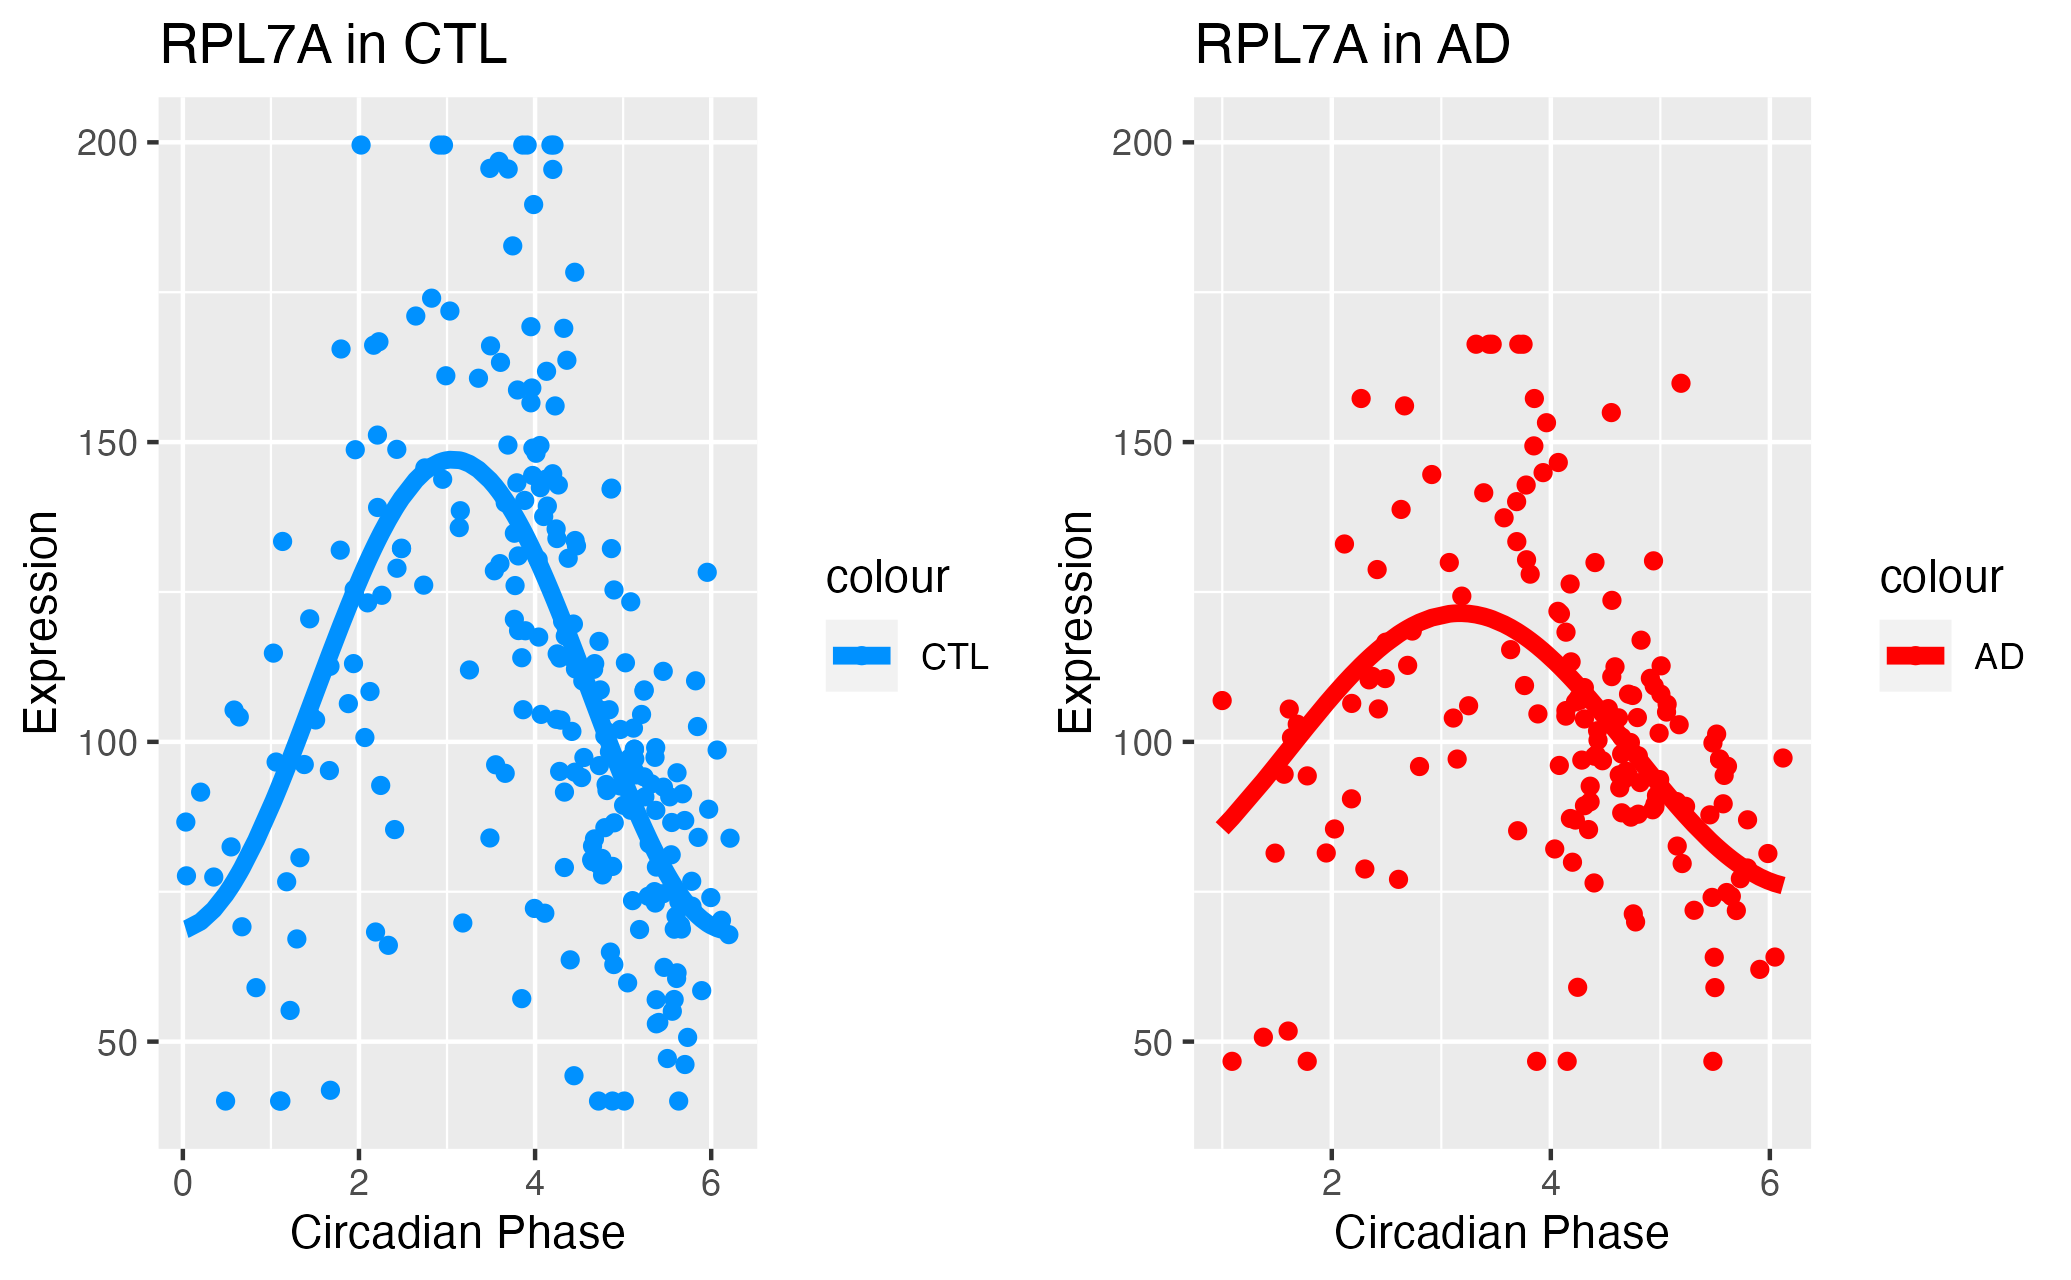 RPL7A in CTL
200
150
100
50
Expression
0 2 4 6
Circadian Phase
colour
CTL
RPL7A in AD
200
150
100
50
Expression
2 4 6
Circadian Phase
colour
AD